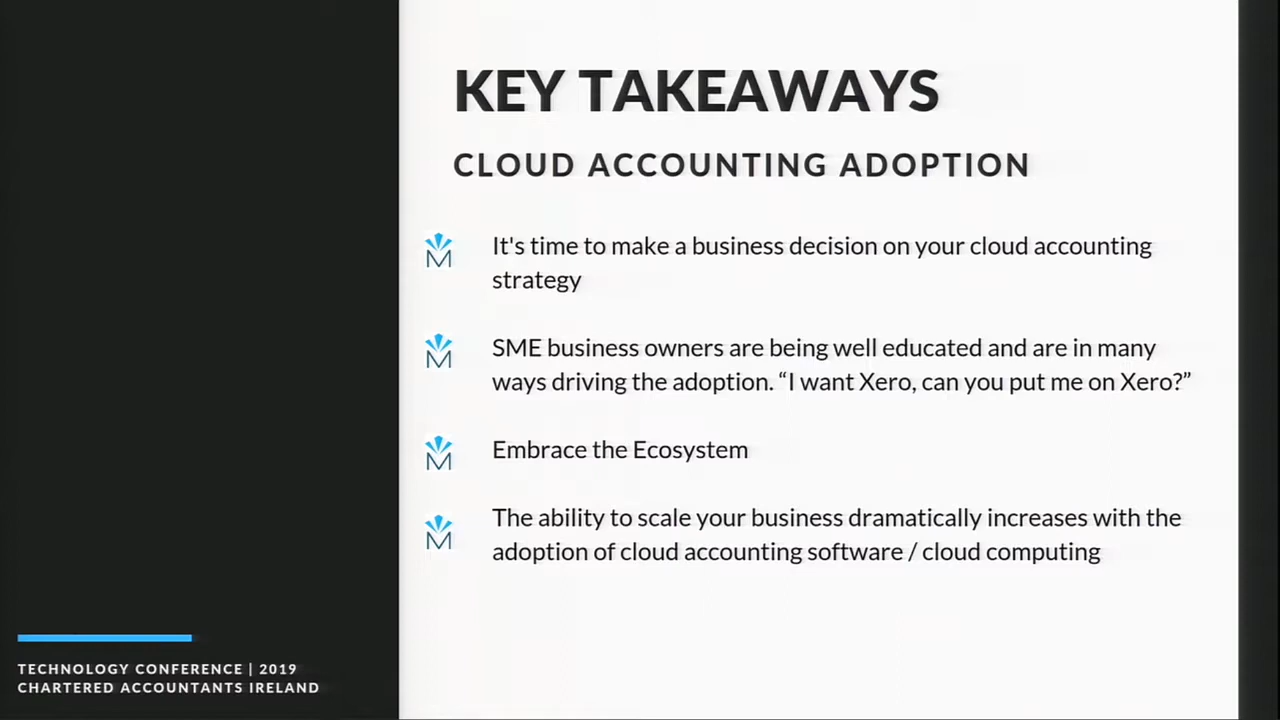 KEY TAKEAWAYS
CLOUD ACCOUNTING ADOPTION
It's time to make a business decision on your cloud accounting
strategy
SME business owners are being well educated and are in many
ways driving the adoption. “I want Xero, can you put me on Xero?”
Embrace the Ecosystem
The ability to scale your business dramatically increases with the
adoption of cloud accounting software / cloud computing
TECHNOLOGY CONFERENCE | 2019
CHARTERED ACCOUNTANTS IRELAND